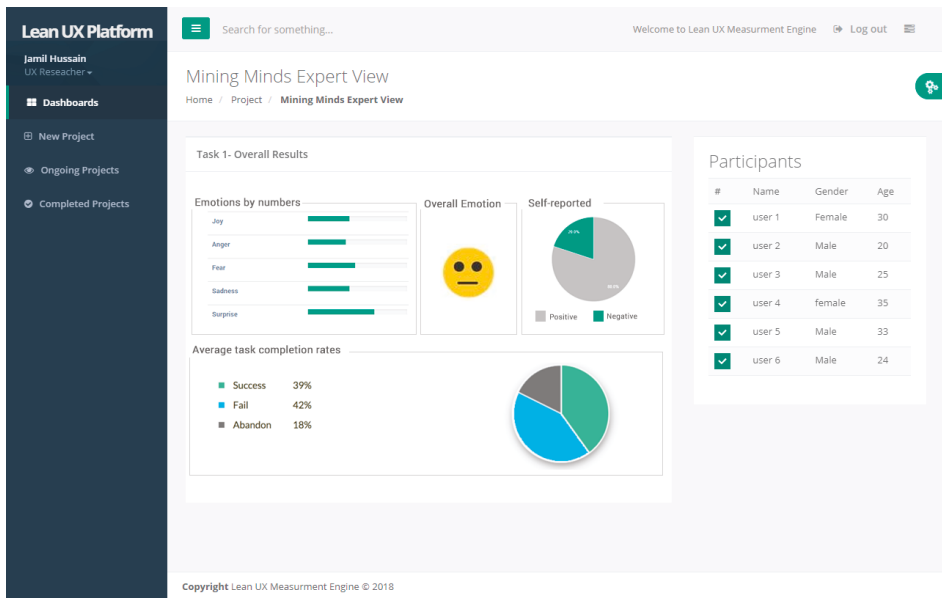 Lean UX Platform
Jamil Hussain
UX Reseacher
Dashboards
New Project
Ongoing Projects
Completed Projects
Search for something...
Welcome to Lean UX Measurment Engine Log out
Mining Minds Expert View
Home / Project / Mining Minds Expert View
Task 1- Overall Results
Emotions by numbers
Joy
Anger
Fear
Sadness
Surprise
Overall Emotion
Self-reported
Positive Negative
Average task completion rates
Success 39%
Fail 42%
Abandon 18%
Participants
# Name Gender Age
user 1 Female 30
user 2 Male 20
user 3 Male 25
user 4 female 35
user 5 Male 33
user 6 Male 24
Copyright Lean UX Measurment Engine © 2018